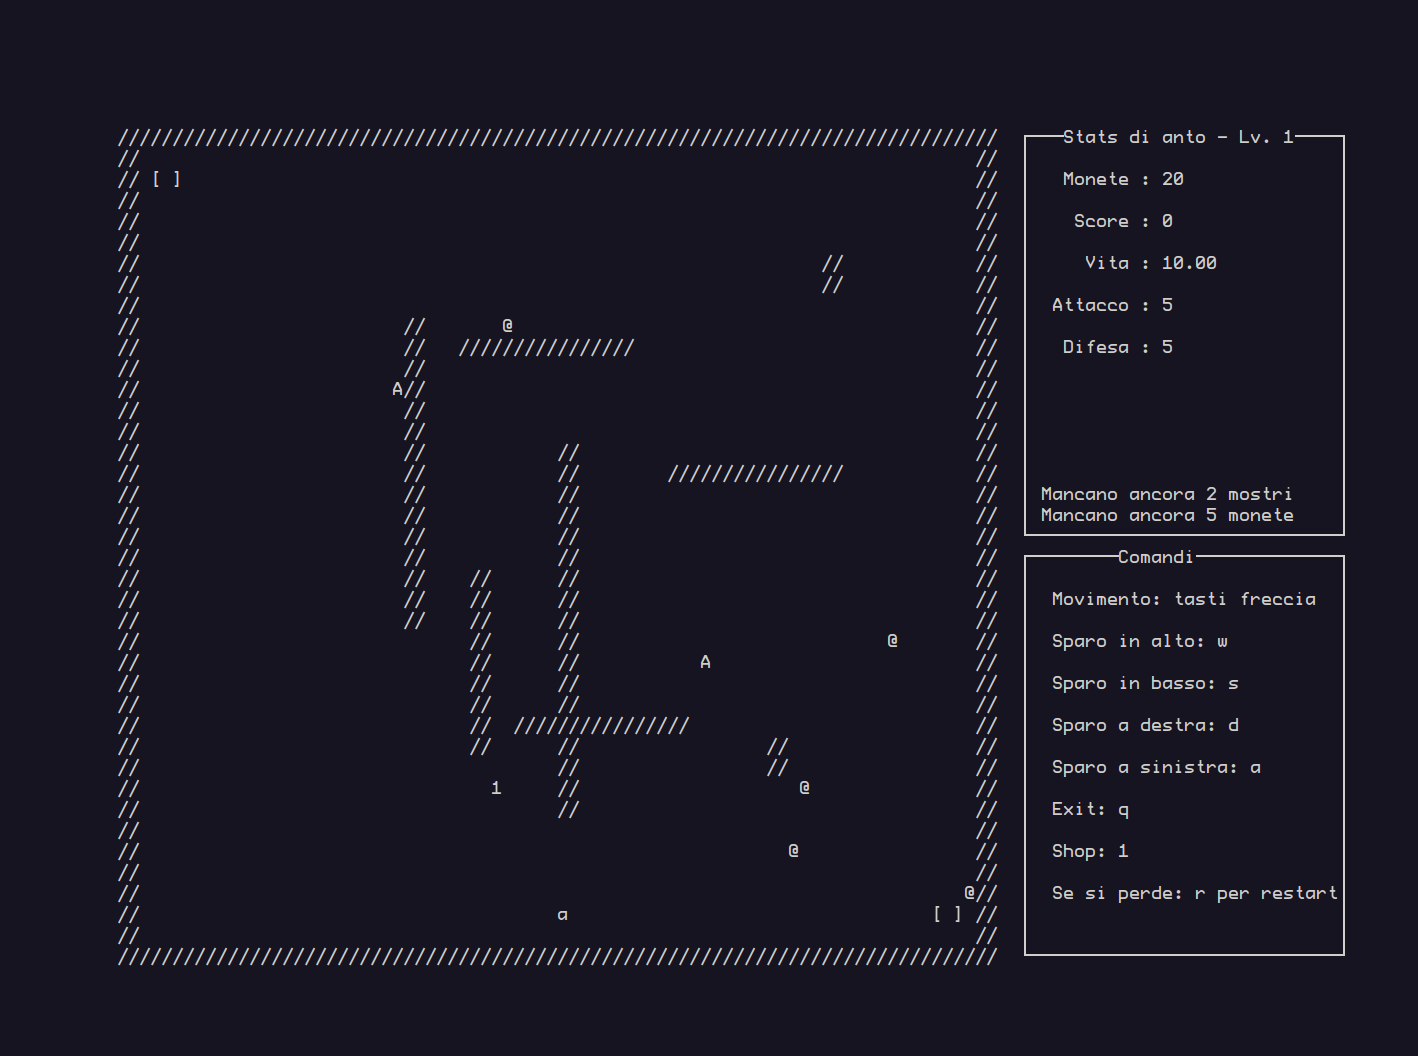 Stats di anto - Lv. 1
Monete : 20
Score : 0
Vita : 10.00
Attacco : 5
Difesa : 5
Mancano ancora 2 mostri
Mancano ancora 5 monete
Comandi
Movimento: tasti freccia
Sparo in alto: w
Sparo in basso: s
Sparo a destra: d
Sparo a sinistra: a
Exit: q
Shop: 1
Se si perde: r per restart
[ ]
@
A
@
A
1
@
@
@
a
[ ]